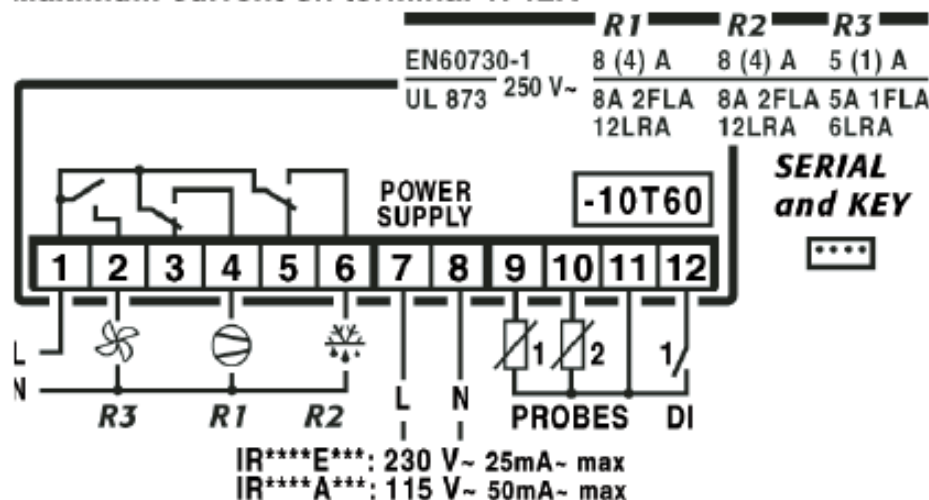 R1 R2 R3
EN60730-1 8 (4) A 8 (4) A 5 (1) A
UL 873 250 V~ 8A 2FLA 8A 2FLA 5A 1FLA
12LRA 12LRA 6LRA
SERIAL
and KEY
POWER
SUPPLY
-10T60
1 2 3 4 5 6 7 8 9 10 11 12
L
N
1 2 1
R3 R1 R2 L N PROBES DI
IR****E***: 230 V~ 25mA~ max
IR****A***: 115 V~ 50mA~ max